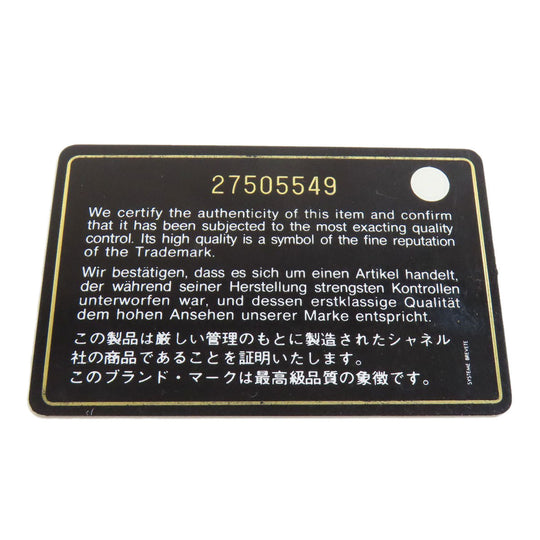 27505549
We certify the authenticity of this item and confirm
that it has been subjected to the most exacting quality
control. Its high quality is a symbol of the fine reputation
of the Trademark.
Wir bestätigen, dass es sich um einen Artikel handelt,
der während seiner Herstellung strengsten Kontrollen
unterworfen war, und dessen erstklassige Qualität
dem hohen Ansehen unserer Marke entspricht.
この製品は厳しい管理のもとに製造されたシャネル
社の商品であることを証明いたします。
このブランド・マークは最高級品質の象徴です。
SYSTEME BREVETE